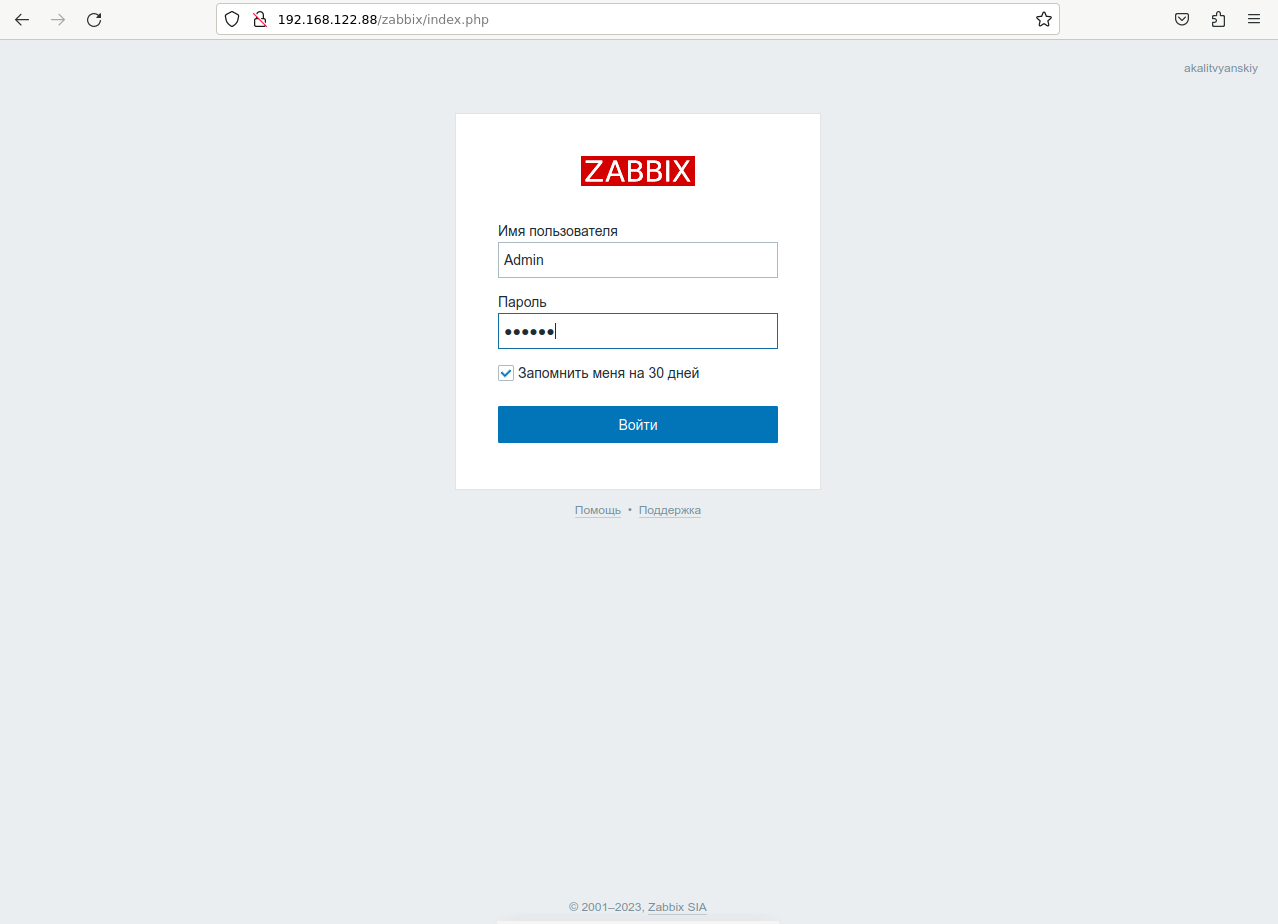 192.168.122.88/zabbix/index.php
akalitvyanskiy
ZABBIX
Имя пользователя
Admin
Пароль
●●●●●●
Запомнить меня на 30 дней
Войти
Помощь • Поддержка
© 2001–2023, Zabbix SIA